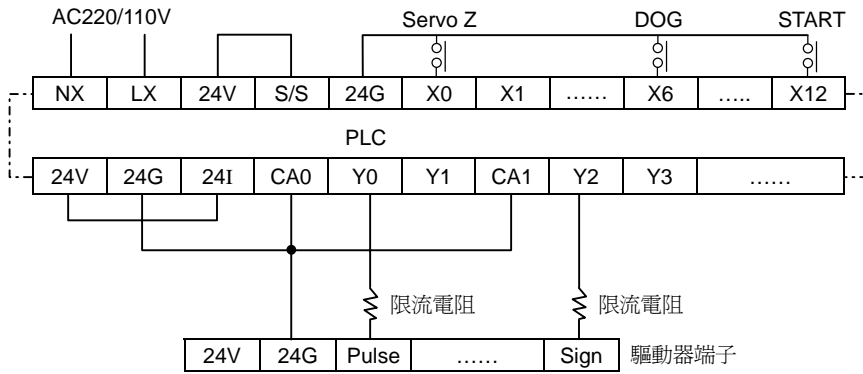 AC220/110V Servo Z DOG START
NX LX 24V S/S 24G X0 X1 …… X6 ….. X12
PLC
24V 24G 24I CA0 Y0 Y1 CA1 Y2 Y3 ……
限流電阻 限流電阻
24V 24G Pulse …… Sign 驅動器端子